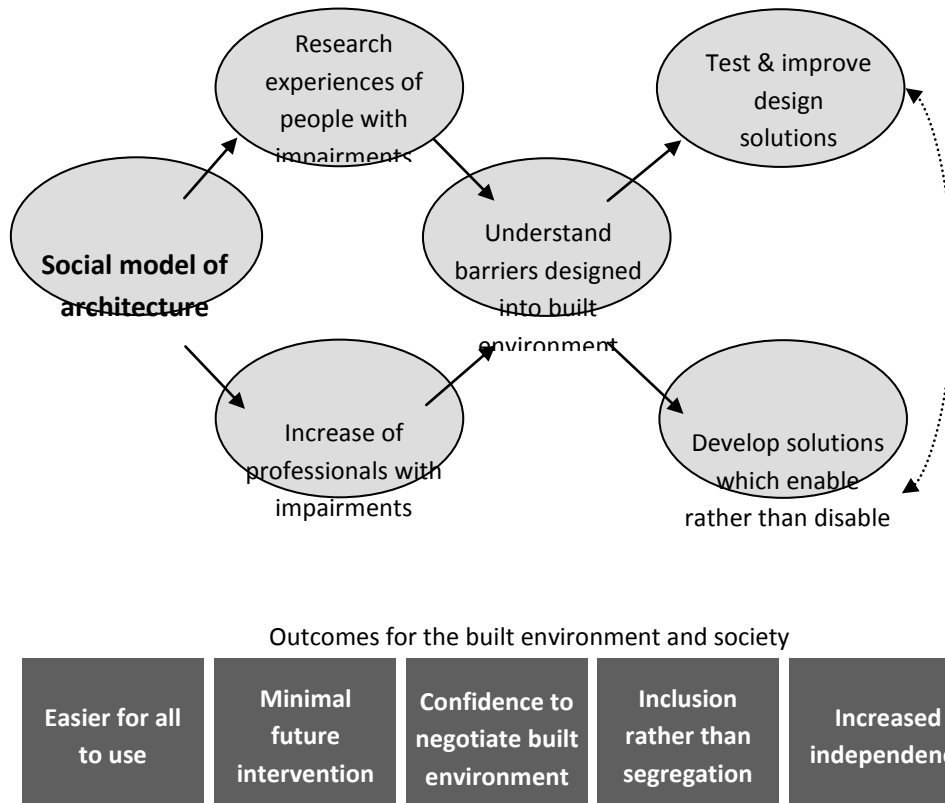 Research
experiences of
people with
impairments
Test & improve
design
solutions
Social model of
architecture
Understand
barriers designed
into built
environment
Increase of
professionals with
impairments
Develop solutions
which enable
rather than disable
Outcomes for the built environment and society
Easier for all
to use
Minimal
future
intervention
Confidence to
negotiate built
environment
Inclusion
rather than
segregation
Increased
independenc